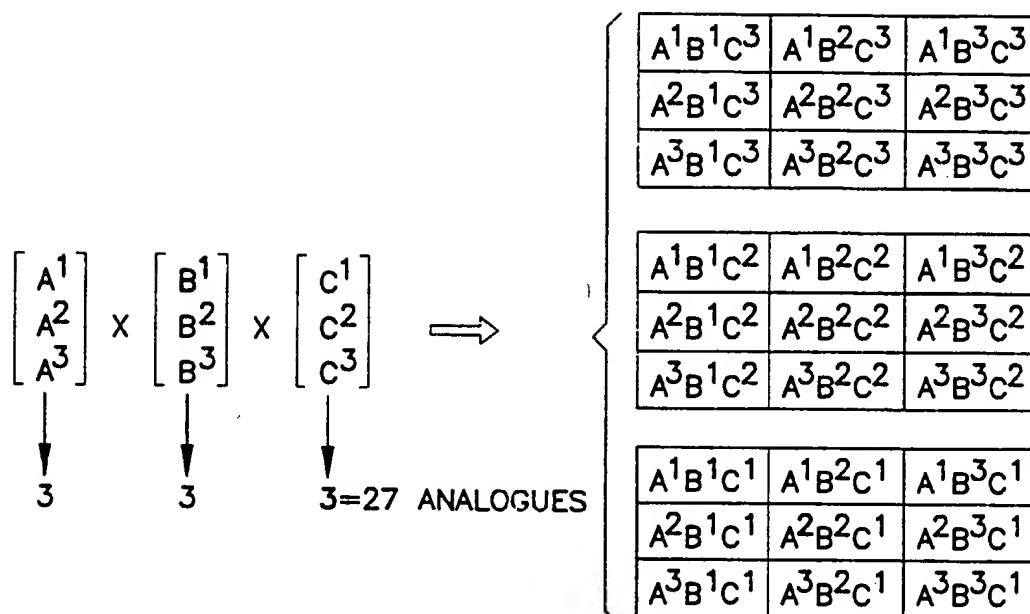 A¹ B¹ C¹
A² X B² X C²
A³ B³ C³
3 3 3=27 ANALOGUES
A¹B¹C³ A¹B²C³ A¹B³C³
A²B¹C³ A²B²C³ A²B³C³
A³B¹C³ A³B²C³ A³B³C³
A¹B¹C² A¹B²C² A¹B³C²
A²B¹C² A²B²C² A²B³C²
A³B¹C² A³B²C² A³B³C²
A¹B¹C¹ A¹B²C¹ A¹B³C¹
A²B¹C¹ A²B²C¹ A²B³C¹
A³B¹C¹ A³B²C¹ A³B³C¹